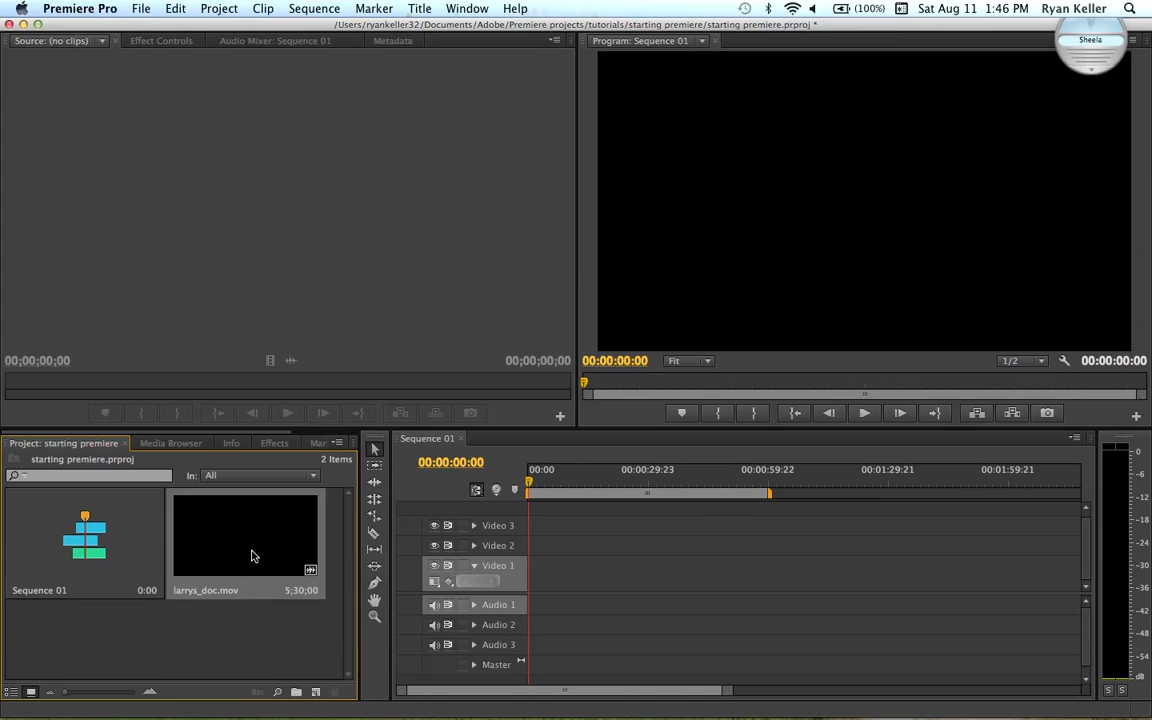 Premiere Pro File Edit Project Clip Sequence Marker Title Window Help (100%) Sat Aug 11 1:46 PM Ryan Keller
/Users/ryankeller32/Documents/Adobe/Premiere projects/tutorials/starting premiere/starting premiere.prproj *
Sheela
Source: (no clips) Effect Controls Audio Mixer: Sequence 01 Metadata
Program: Sequence 01
00;00;00;00 00;00;00;00
00:00:00:00 Fit 1/2 00:00:00:00
Project: starting premiere Media Browser Info Effects Mar
starting premiere.prproj 2 Items
In: All
Sequence 01 0:00
larrys_doc.mov 5;30;00
Sequence 01
00:00:00:00
00:00 00:00:29:23 00:00:59:22 00:01:29:21 00:01:59:21
Video 3
Video 2
Video 1
Audio 1
Audio 2
Audio 3
Master
0
-6
-12
-18
-24
-30
-36
-42
-48
-54
dB
S S